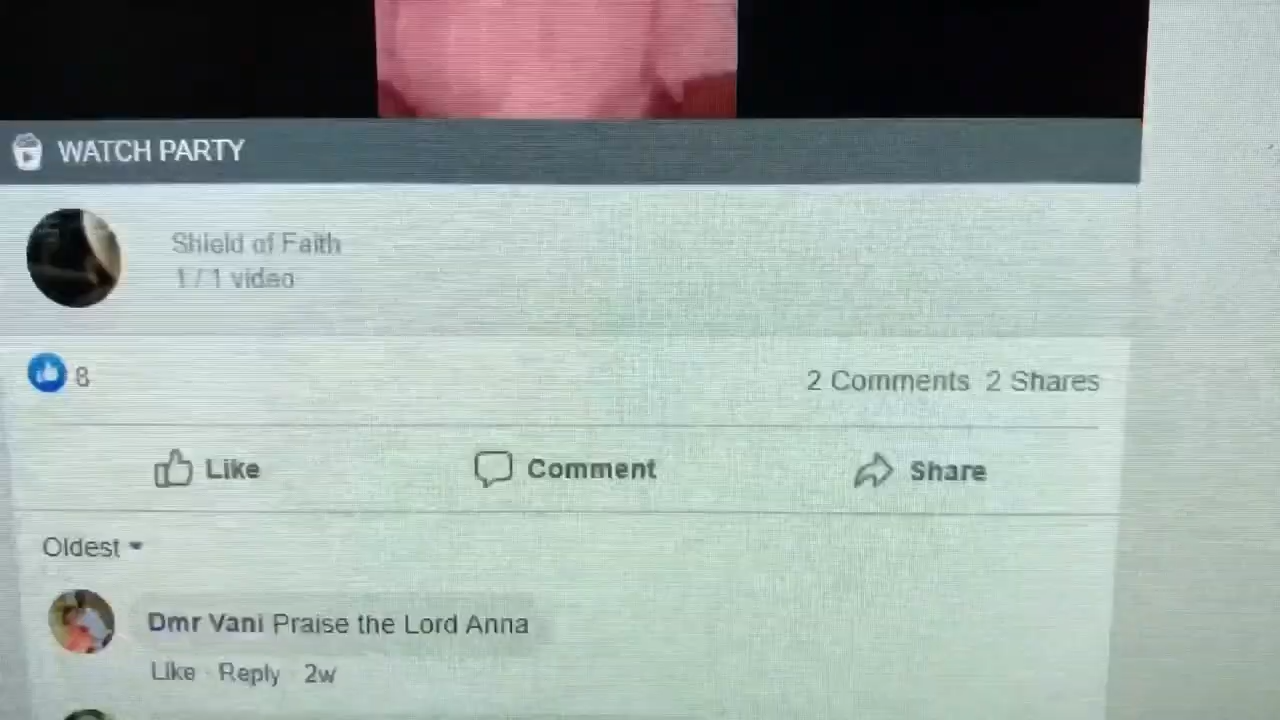 WATCH PARTY
Shield of Faith
1 / 1 video
8
2 Comments 2 Shares
Like
Comment
Share
Oldest
Dmr Vani Praise the Lord Anna
Like · Reply · 2w